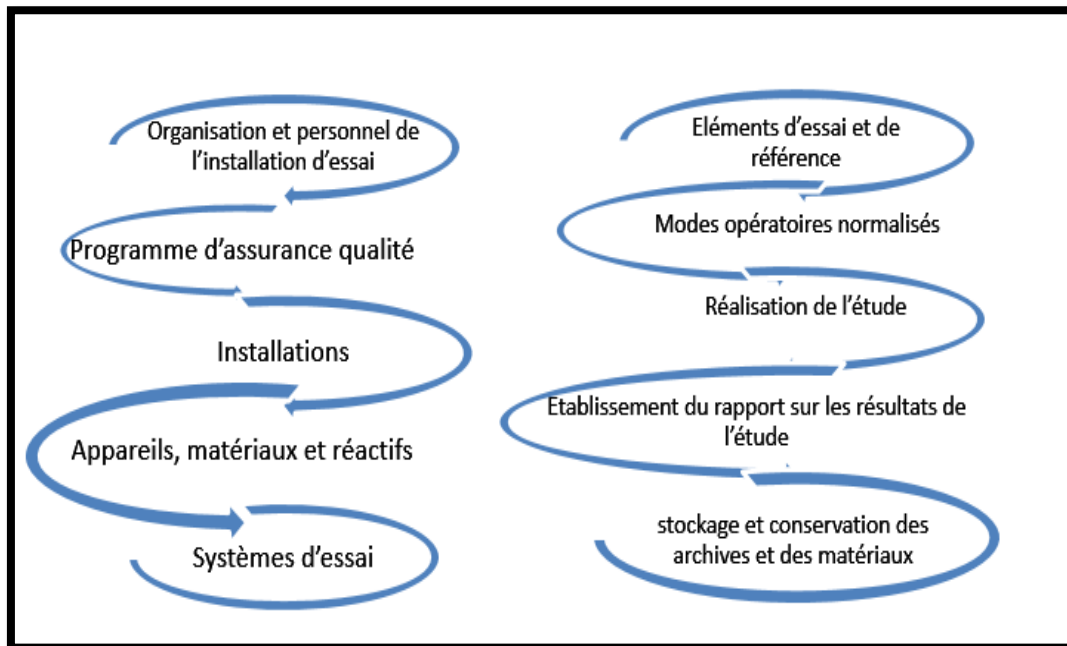 Organisation et personnel de
l'installation d'essai
Programme d'assurance qualité
Installations
Appareils, matériaux et réactifs
Systèmes d'essai
Eléments d'essai et de
référence
Modes opératoires normalisés
Réalisation de l'étude
Etablissement du rapport sur les résultats de
l'étude
stockage et conservation des
archives et des matériaux